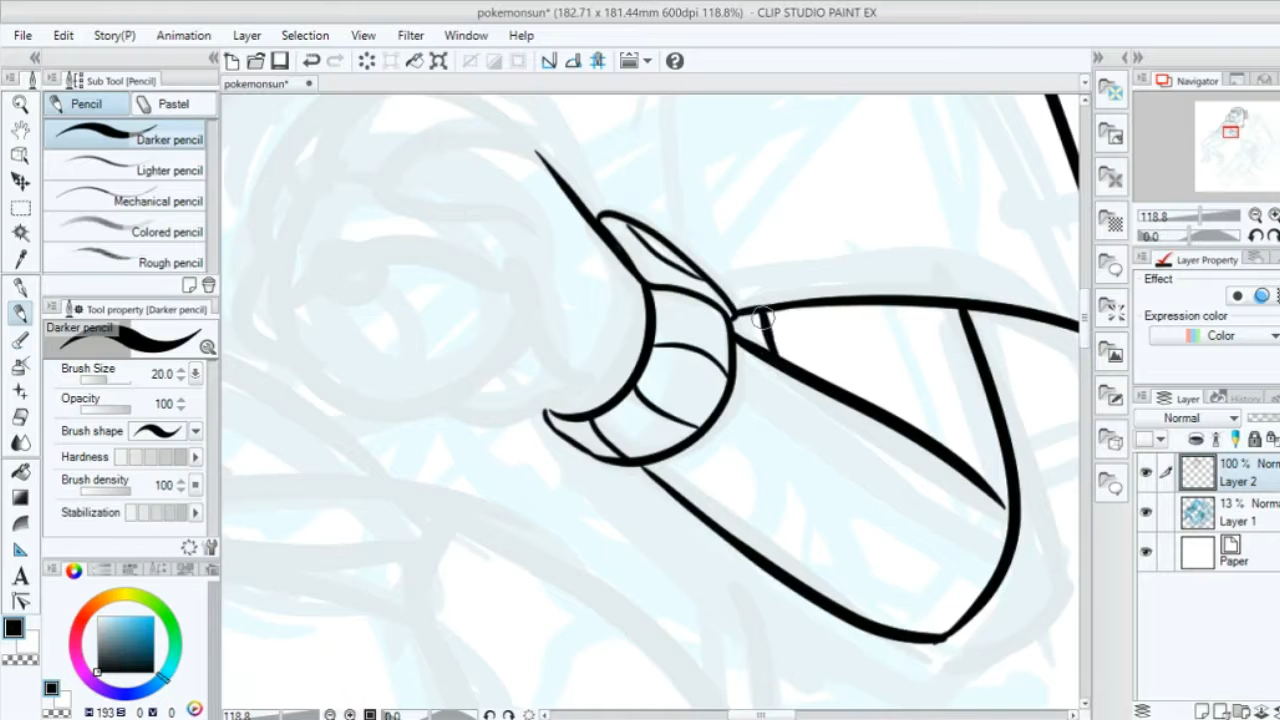 pokemonsun* (182.71 x 181.44mm 600dpi 118.8%) - CLIP STUDIO PAINT EX
File Edit Story(P) Animation Layer Selection View Filter Window Help
Sub Tool [Pencil]
pokemonsun*
Navigator
Pencil Pastel
Darker pencil
Lighter pencil
Mechanical pencil
Colored pencil
Rough pencil
118.8
0.0
Tool property [Darker pencil]
Darker pencil
Layer Property
Effect
Expression color
Color
Brush Size 20.0
Opacity 100
Brush shape
Hardness
Brush density 100
Stabilization
Layer History
Normal
100 % Norm
Layer 2
13 % Norma
Layer 1
Paper
A
H 193 S 0 V 0
118.8 0.0